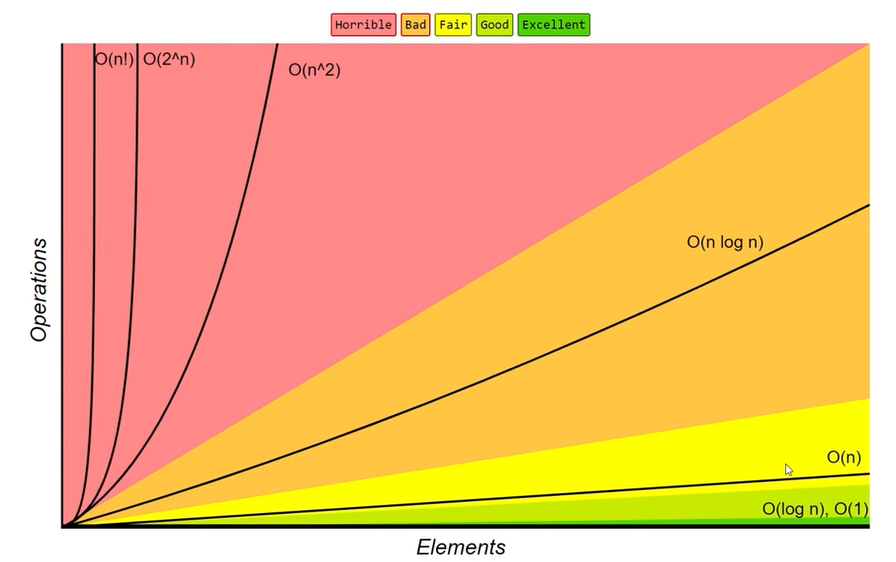 Horrible Bad Fair Good Excellent
O(n!) O(2^n)
O(n^2)
O(n log n)
Operations
O(n)
O(log n), O(1)
Elements